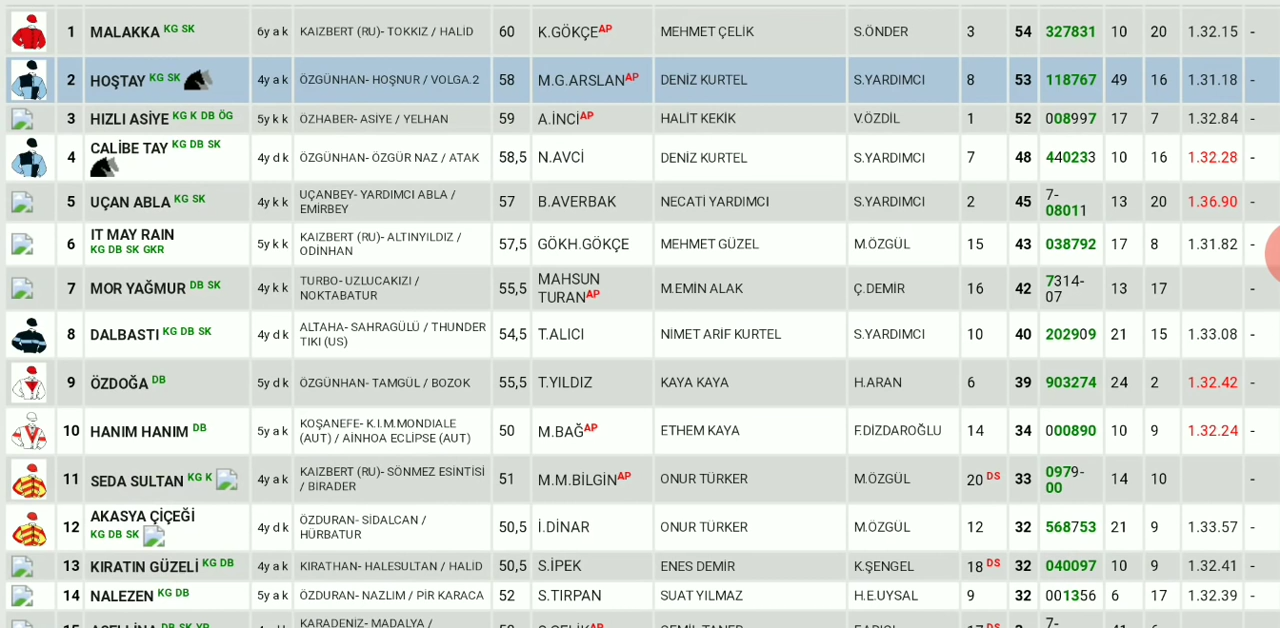 1 MALAKKA KG SK 6y a k KAIZBERT (RU)- TOKKIZ / HALID 60 K.GÖKÇEAP MEHMET ÇELİK S.ÖNDER 3 54 327831 10 20 1.32.15 -
2 HOŞTAY KG SK 4y a k ÖZGÜNHAN- HOŞNUR / VOLGA.2 58 M.G.ARSLANAP DENİZ KURTEL S.YARDIMCI 8 53 118767 49 16 1.31.18 -
3 HIZLI ASİYE KG K DB ÖG 5y k k ÖZHABER- ASIYE / YELHAN 59 A.İNCİAP HALİT KEKİK V.ÖZDİL 1 52 008997 17 7 1.32.84 -
4 CALİBE TAY KG DB SK 4y d k ÖZGÜNHAN- ÖZGÜR NAZ / ATAK 58,5 N.AVCİ DENİZ KURTEL S.YARDIMCI 7 48 440233 10 16 1.32.28 -
5 UÇAN ABLA KG SK 4y k k UÇANBEY- YARDIMCI ABLA /
EMİRBEY 57 B.AVERBAK NECATİ YARDIMCI S.YARDIMCI 2 45 7-
08011 13 20 1.36.90 -
6 IT MAY RAIN
KG DB SK GKR 5y k k KAIZBERT (RU)- ALTINYILDIZ /
ODİNHAN 57,5 GÖKH.GÖKÇE MEHMET GÜZEL M.ÖZGÜL 15 43 038792 17 8 1.31.82 -
7 MOR YAĞMUR DB SK 4y k k TURBO- UZLUCAKIZI /
NOKTABATUR 55,5 MAHSUN
TURANAP M.EMİN ALAK Ç.DEMİR 16 42 7314-
07 13 17 -
8 DALBASTI KG DB SK 4y d k ALTAHA- SAHRAGÜLÜ / THUNDER
TIKI (US) 54,5 T.ALICI NİMET ARİF KURTEL S.YARDIMCI 10 40 202909 21 15 1.33.08 -
9 ÖZDOĞA DB 5y d k ÖZGÜNHAN- TAMGÜL / BOZOK 55,5 T.YILDIZ KAYA KAYA H.ARAN 6 39 903274 24 2 1.32.42 -
10 HANIM HANIM DB 5y a k KOŞANEFE- K.I.M.MONDIALE
(AUT) / AİNHOA ECLİPSE (AUT) 50 M.BAĞAP ETHEM KAYA F.DİZDAROĞLU 14 34 000890 10 9 1.32.24 -
11 SEDA SULTAN KG K 4y a k KAIZBERT (RU)- SÖNMEZ ESİNTİSİ
/ BİRADER 51 M.M.BİLGİNAP ONUR TÜRKER M.ÖZGÜL 20 DS 33 0979-
00 14 10 -
12 AKASYA ÇİÇEĞİ
KG DB SK 4y d k ÖZDURAN- SİDALCAN /
HÜRBATUR 50,5 İ.DİNAR ONUR TÜRKER M.ÖZGÜL 12 32 568753 21 9 1.33.57 -
13 KIRATIN GÜZELİ KG DB 4y a k KIRATHAN- HALESULTAN / HALİD 50,5 S.İPEK ENES DEMİR K.ŞENGEL 18 DS 32 040097 10 9 1.32.41 -
14 NALEZEN KG DB 5y a k ÖZDURAN- NAZLIM / PİR KARACA 52 S.TIRPAN SUAT YILMAZ H.E.UYSAL 9 32 001356 6 17 1.32.39 -
KARADENİZ- MADALYA /
7-